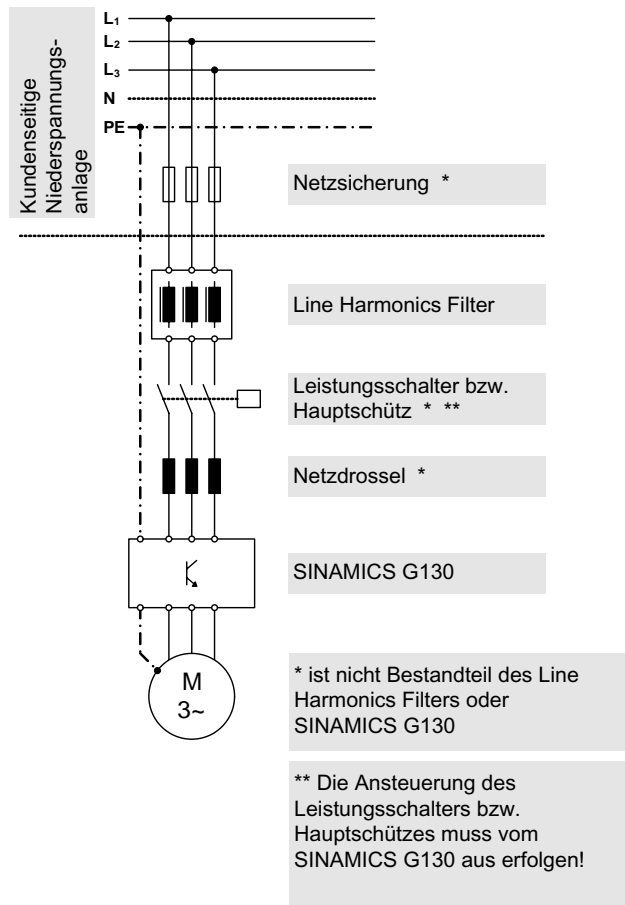 Kundenseitige
Niederspannungs-
anlage
L1
L2
L3
N
PE
Netzsicherung *
Line Harmonics Filter
Leistungsschalter bzw.
Hauptschütz * **
Netzdrossel *
SINAMICS G130
M
3~
* ist nicht Bestandteil des Line
Harmonics Filters oder
SINAMICS G130
** Die Ansteuerung des
Leistungsschalters bzw.
Hauptschützes muss vom
SINAMICS G130 aus erfolgen!